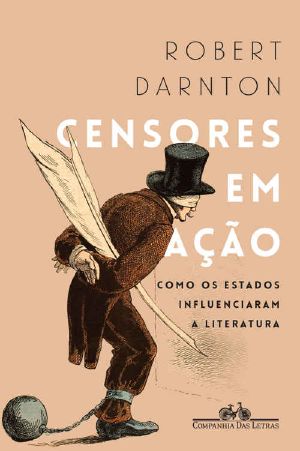 ROBERT
DARNTON
CENSORES
EM
AÇÃO
COMO OS ESTADOS
INFLUENCIARAM
A LITERATURA
COMPANHIA DAS LETRAS